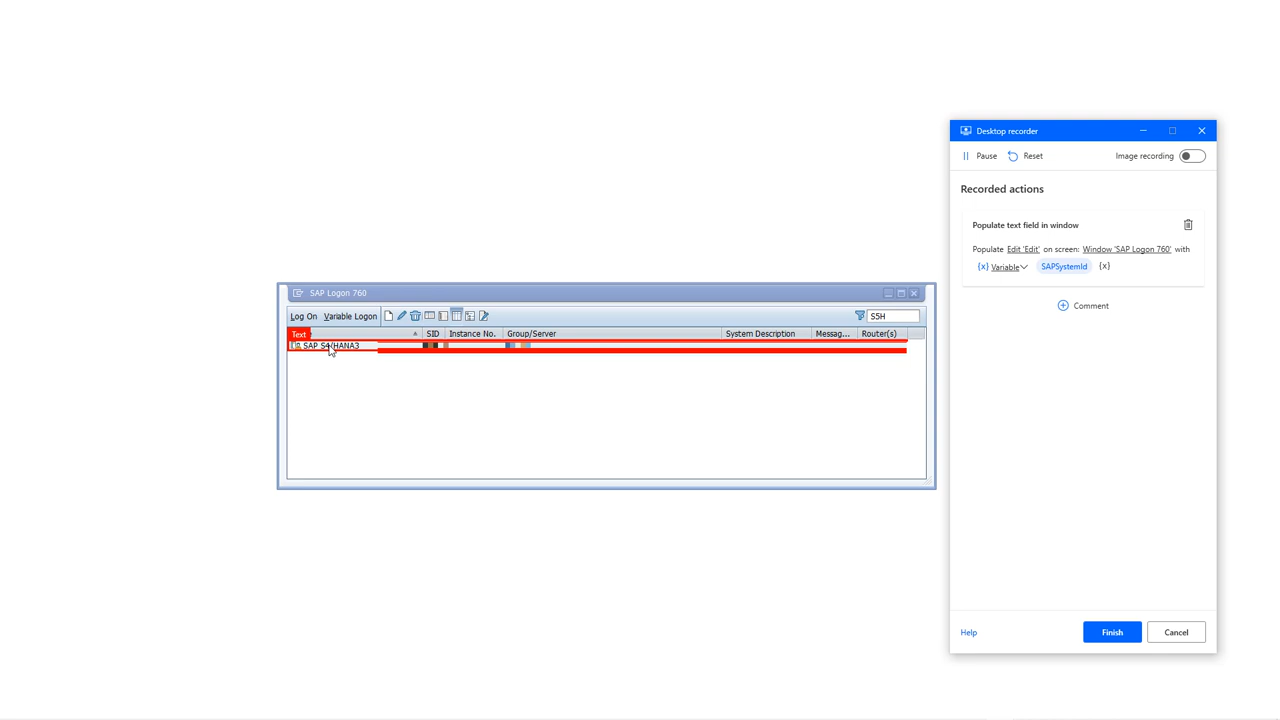 SAP Logon 760
Log On Variable Logon S5H
Text SID Instance No. Group/Server System Description Messag... Router(s)
SAP S4/HANA3
Desktop recorder
Pause Reset Image recording
Recorded actions
Populate text field in window
Populate Edit 'Edit' on screen: Window 'SAP Logon 760' with
{x} Variable SAPSystemId {x}
Comment
Help Finish Cancel